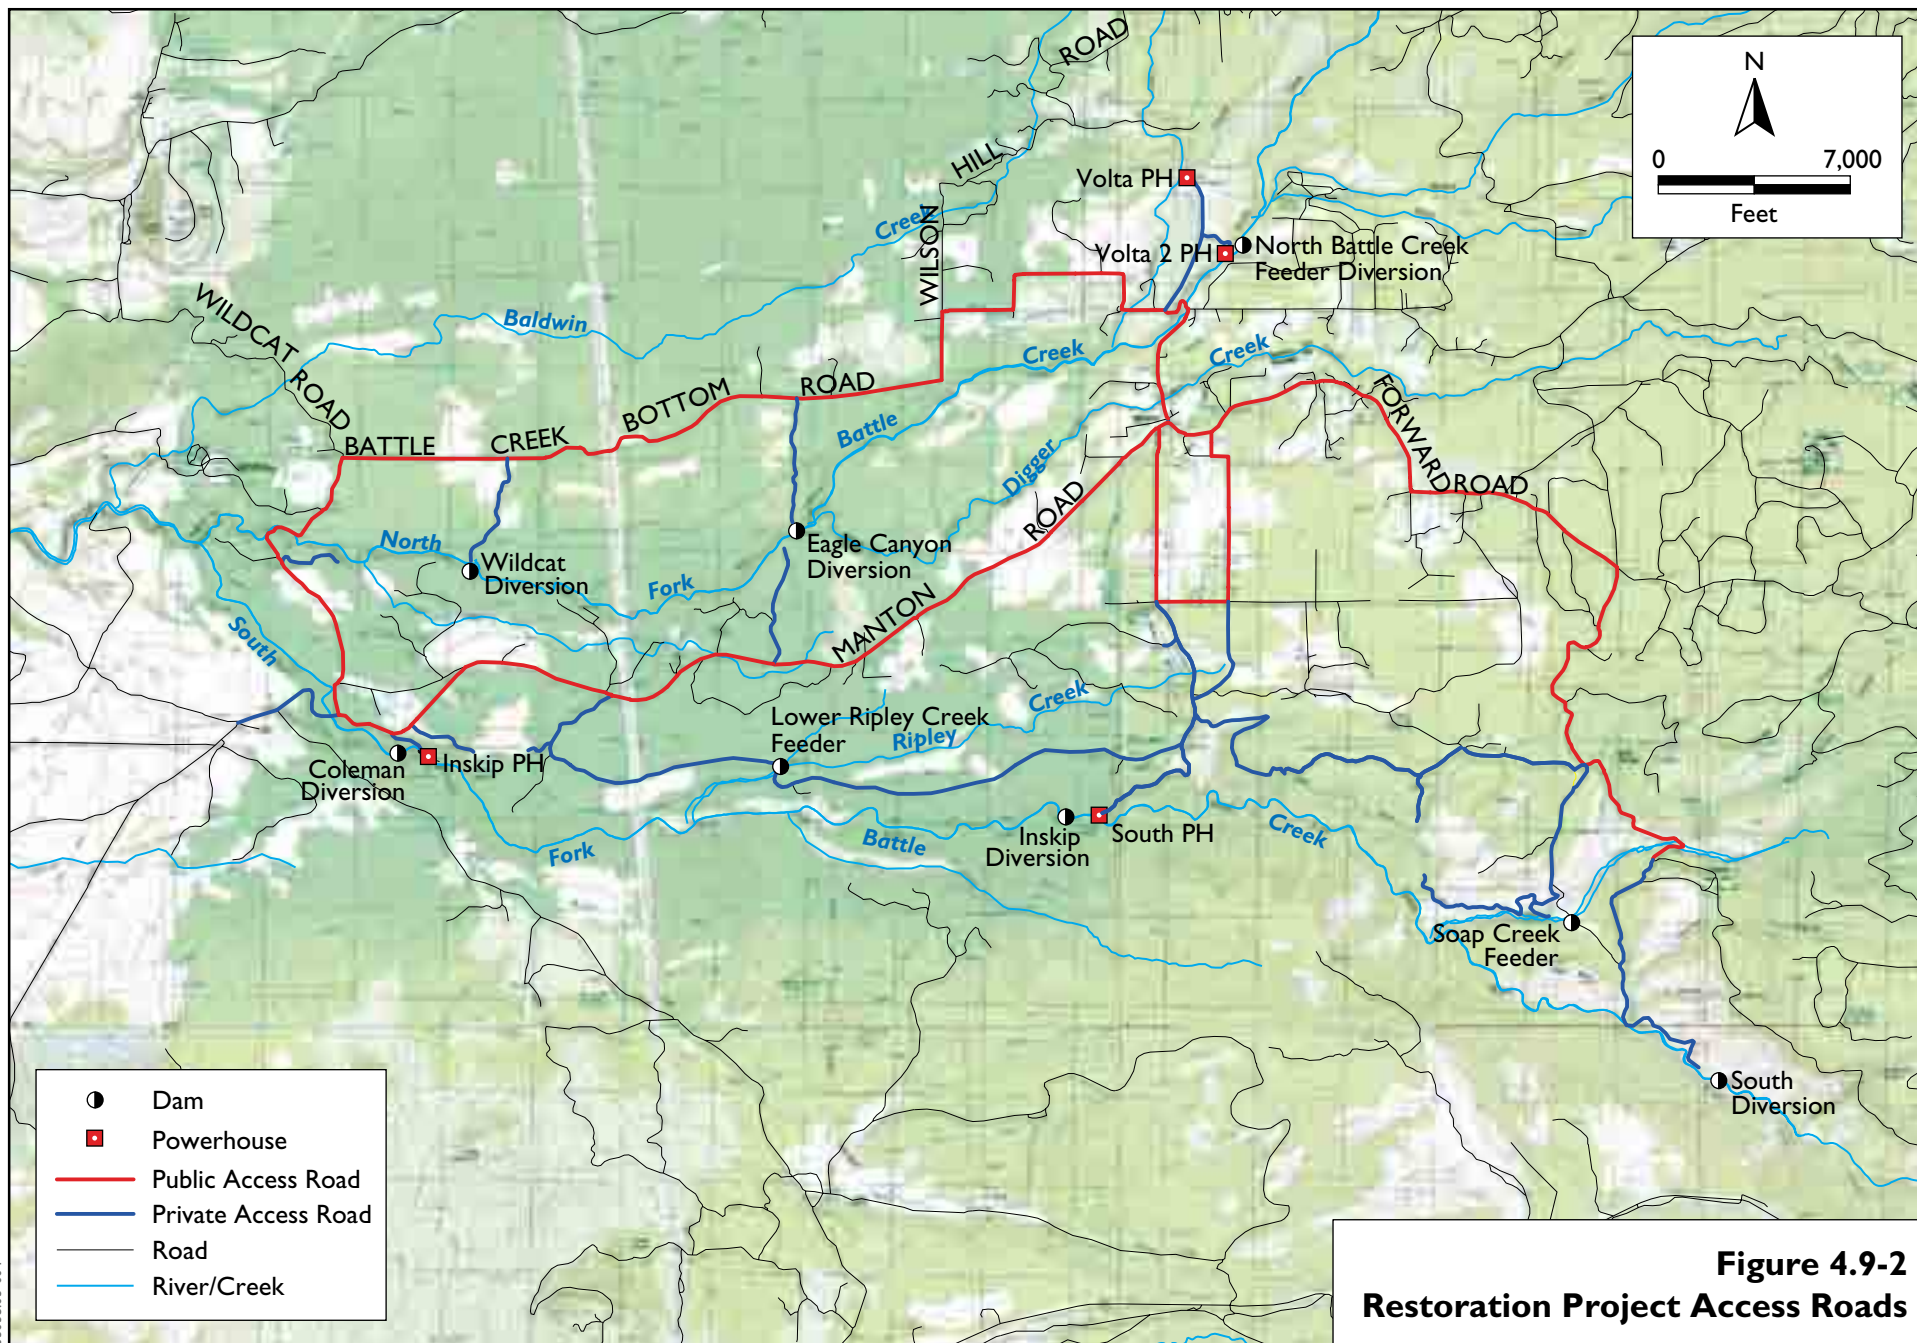 ROAD
HILL
WILSON
N
0 7,000
Feet
Volta PH
Volta 2 PH
North Battle Creek
Feeder Diversion
Creek
Baldwin
WILDCAT
ROAD
BATTLE
CREEK
BOTTOM
ROAD
Creek
Battle
Creek
Digger
FORWARD
ROAD
ROAD
MANTON
North
Fork
Wildcat
Diversion
Eagle Canyon
Diversion
South
Creek
Ripley
Lower Ripley Creek
Feeder
Coleman
Diversion
Inskip PH
Fork
Battle
Creek
Inskip
Diversion
South PH
Soap Creek
Feeder
South
Diversion
Dam
Powerhouse
Public Access Road
Private Access Road
Road
River/Creek
Figure 4.9-2
Restoration Project Access Roads